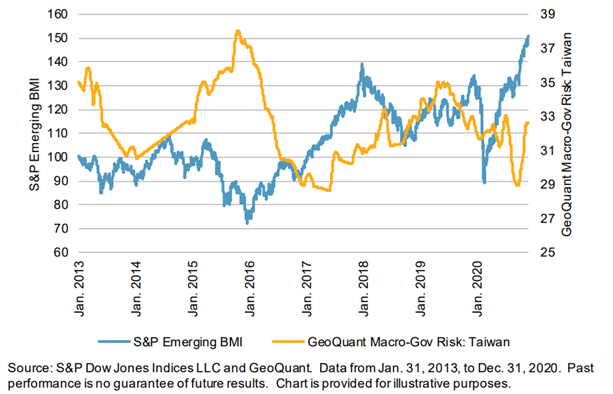 160
150
140
130
120
110
100
90
80
70
60
S&P Emerging BMI
39
37
35
33
31
29
27
25
GeoQuant Macro-Gov Risk: Taiwan
Jan. 2013
Jan. 2014
Jan. 2015
Jan. 2016
Jan. 2017
Jan. 2018
Jan. 2019
Jan. 2020
S&P Emerging BMI GeoQuant Macro-Gov Risk: Taiwan
Source: S&P Dow Jones Indices LLC and GeoQuant. Data from Jan. 31, 2013, to Dec. 31, 2020. Past
performance is no guarantee of future results. Chart is provided for illustrative purposes.